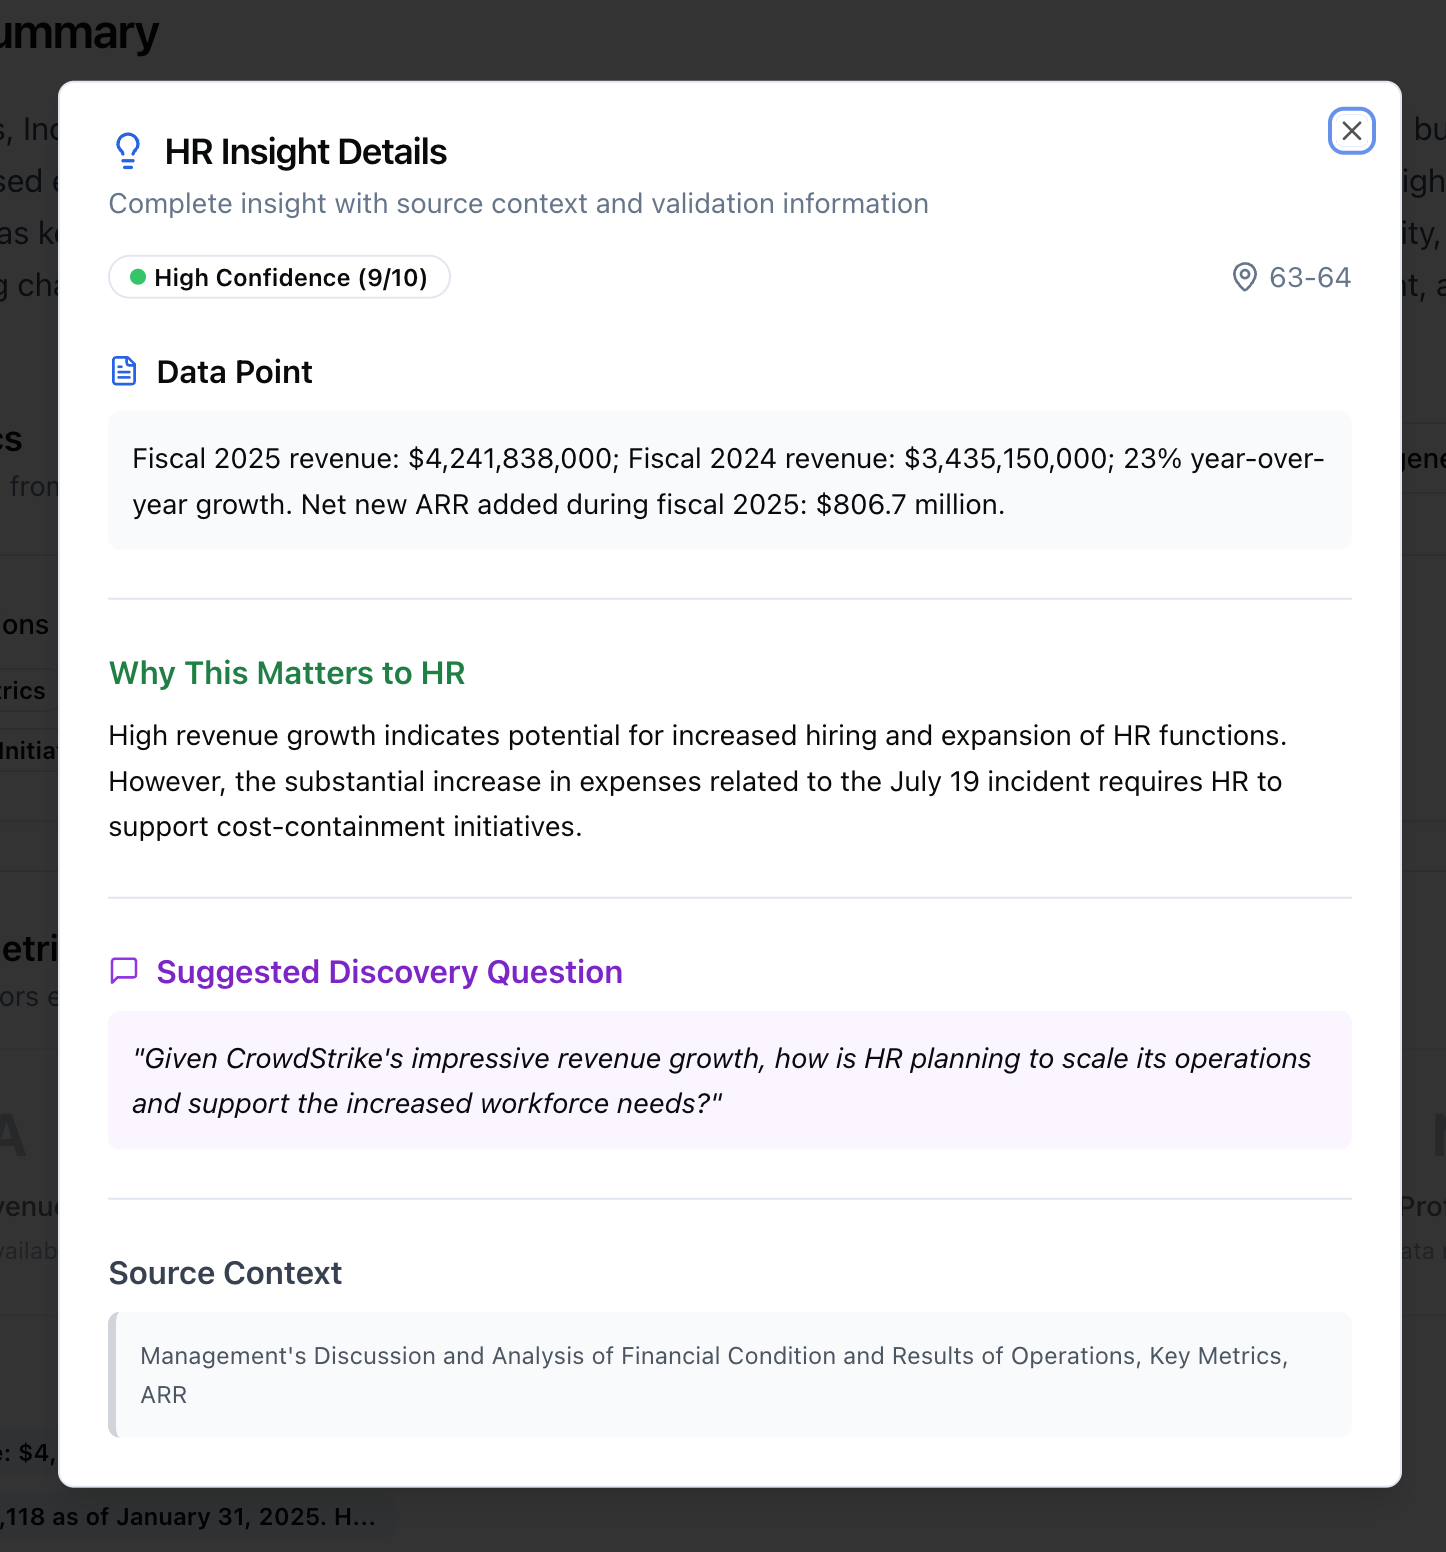 ummary
HR Insight Details
Complete insight with source context and validation information
High Confidence (9/10)
63-64
Data Point
Fiscal 2025 revenue: $4,241,838,000; Fiscal 2024 revenue: $3,435,150,000; 23% year-over-
year growth. Net new ARR added during fiscal 2025: $806.7 million.
Why This Matters to HR
High revenue growth indicates potential for increased hiring and expansion of HR functions.
However, the substantial increase in expenses related to the July 19 incident requires HR to
support cost-containment initiatives.
Suggested Discovery Question
"Given CrowdStrike's impressive revenue growth, how is HR planning to scale its operations
and support the increased workforce needs?"
Source Context
Management's Discussion and Analysis of Financial Condition and Results of Operations, Key Metrics,
ARR
: $4,
,118 as of January 31, 2025. H...